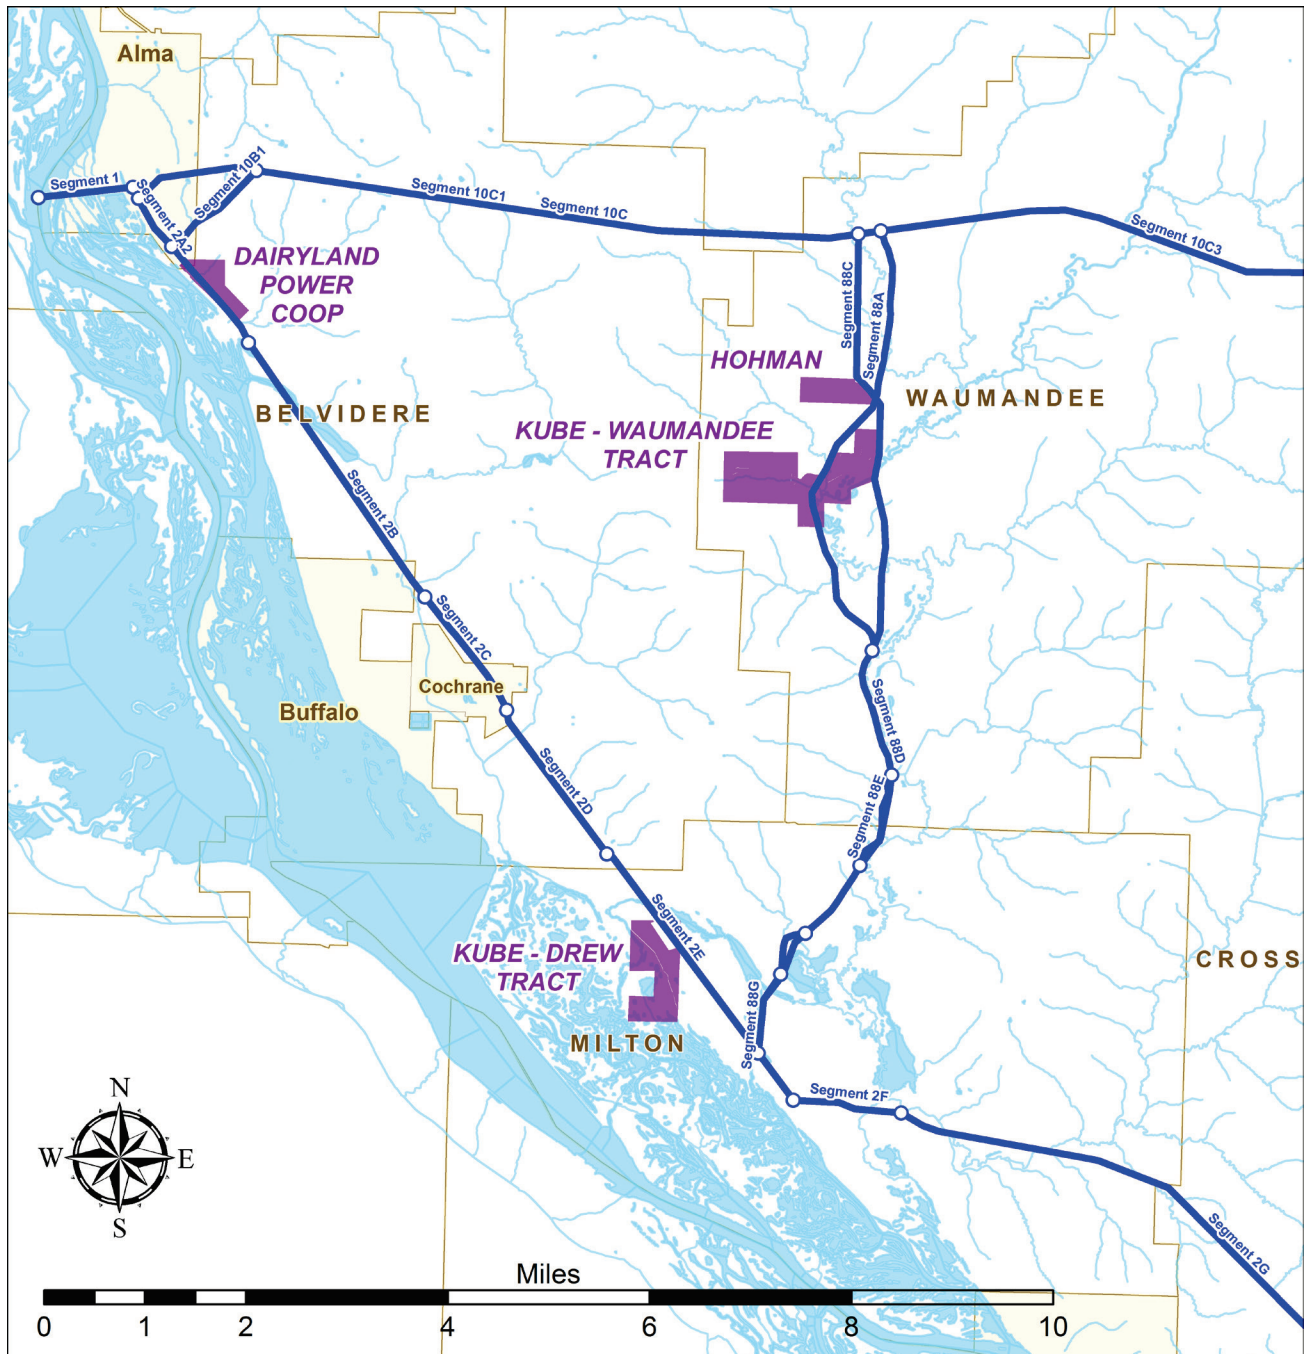 Alma
Segment 1
Segment 10B1
Segment 2A2
Segment 10C1
Segment 10C
Segment 10C3
DAIRYLAND
POWER
COOP
Segment 88C
Segment 88A
HOHMAN
WAUMANDEE
BELVIDERE
KUBE - WAUMANDEE
TRACT
Segment 2B
Segment 2C
Cochrane
Buffalo
Segment 88D
Segment 2D
Segment 88E
Segment 2E
KUBE - DREW
TRACT
CROSS
Segment 88G
MILTON
Segment 2F
N
W E
S
Segment 2G
Miles
0 1 2 4 6 8 10